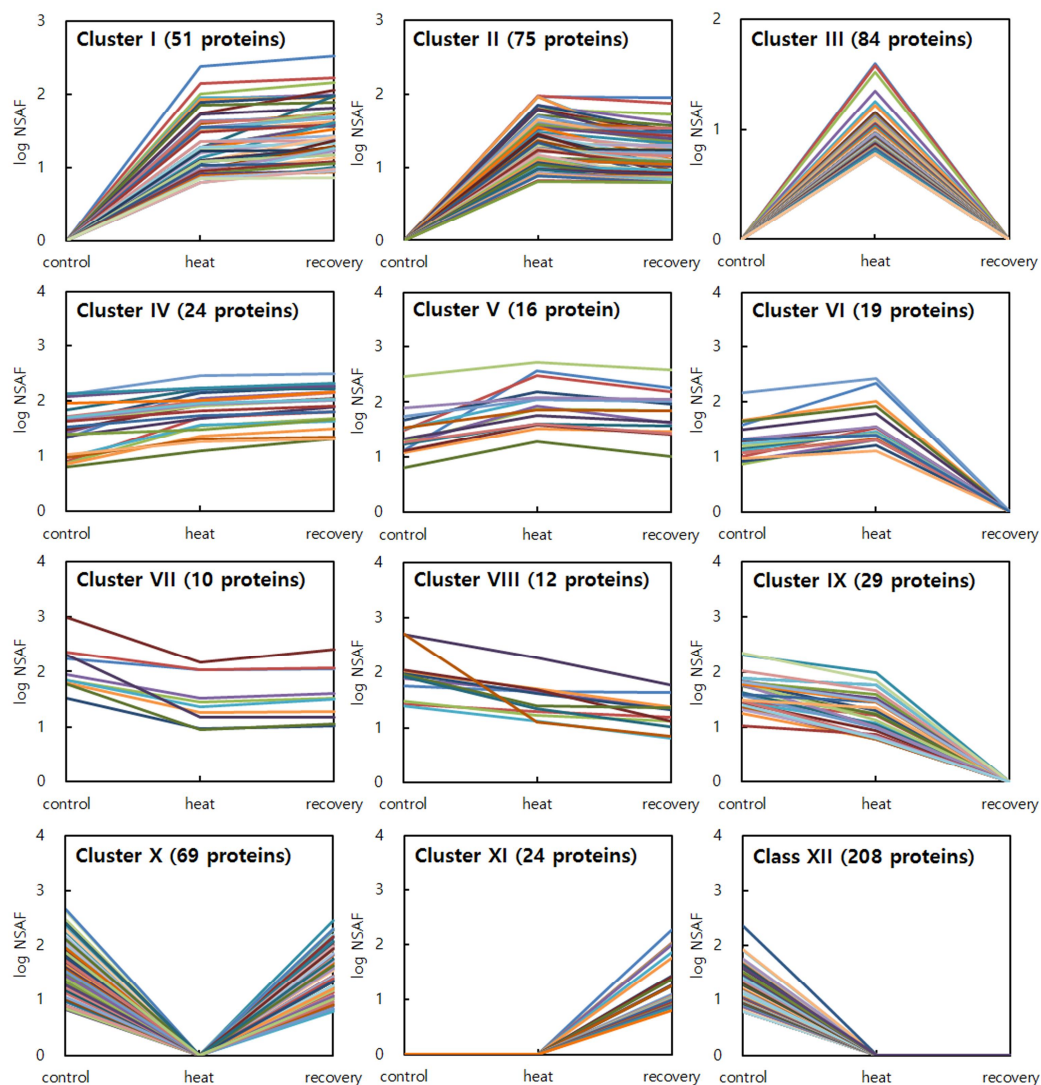 3
Cluster I (51 proteins)
2
log NSAF
1
0
control heat recovery
3
Cluster II (75 proteins)
2
log NSAF
1
0
control heat recovery
2
Cluster III (84 proteins)
log NSAF
1
0
control heat recovery
4
Cluster IV (24 proteins)
3
log NSAF
2
1
0
control heat recovery
4
Cluster V (16 protein)
3
log NSAF
2
1
0
control heat recovery
4
Cluster VI (19 proteins)
3
log NSAF
2
1
0
control heat recovery
4
Cluster VII (10 proteins)
3
log NSAF
2
1
0
control heat recovery
4
Cluster VIII (12 proteins)
3
log NSAF
2
1
0
control heat recovery
4
Cluster IX (29 proteins)
3
log NSAF
2
1
0
control heat recovery
4
Cluster X (69 proteins)
3
log NSAF
2
1
0
control heat recovery
4
Cluster XI (24 proteins)
3
log NSAF
2
1
0
control heat recovery
4
Class XII (208 proteins)
3
log NSAF
2
1
0
control heat recovery